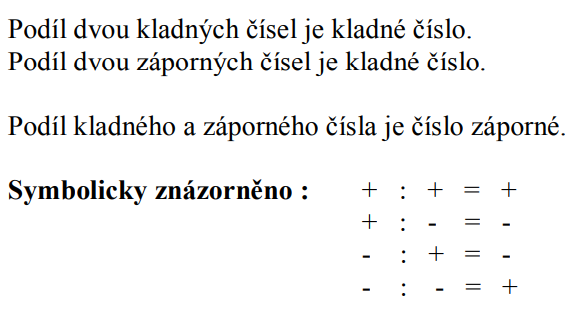 Podíl dvou kladných čísel je kladné číslo.
Podíl dvou záporných čísel je kladné číslo.
Podíl kladného a záporného čísla je číslo záporné.
Symbolicky znázorněno : + : + = +
+ : - = -
- : + = -
- : - = +